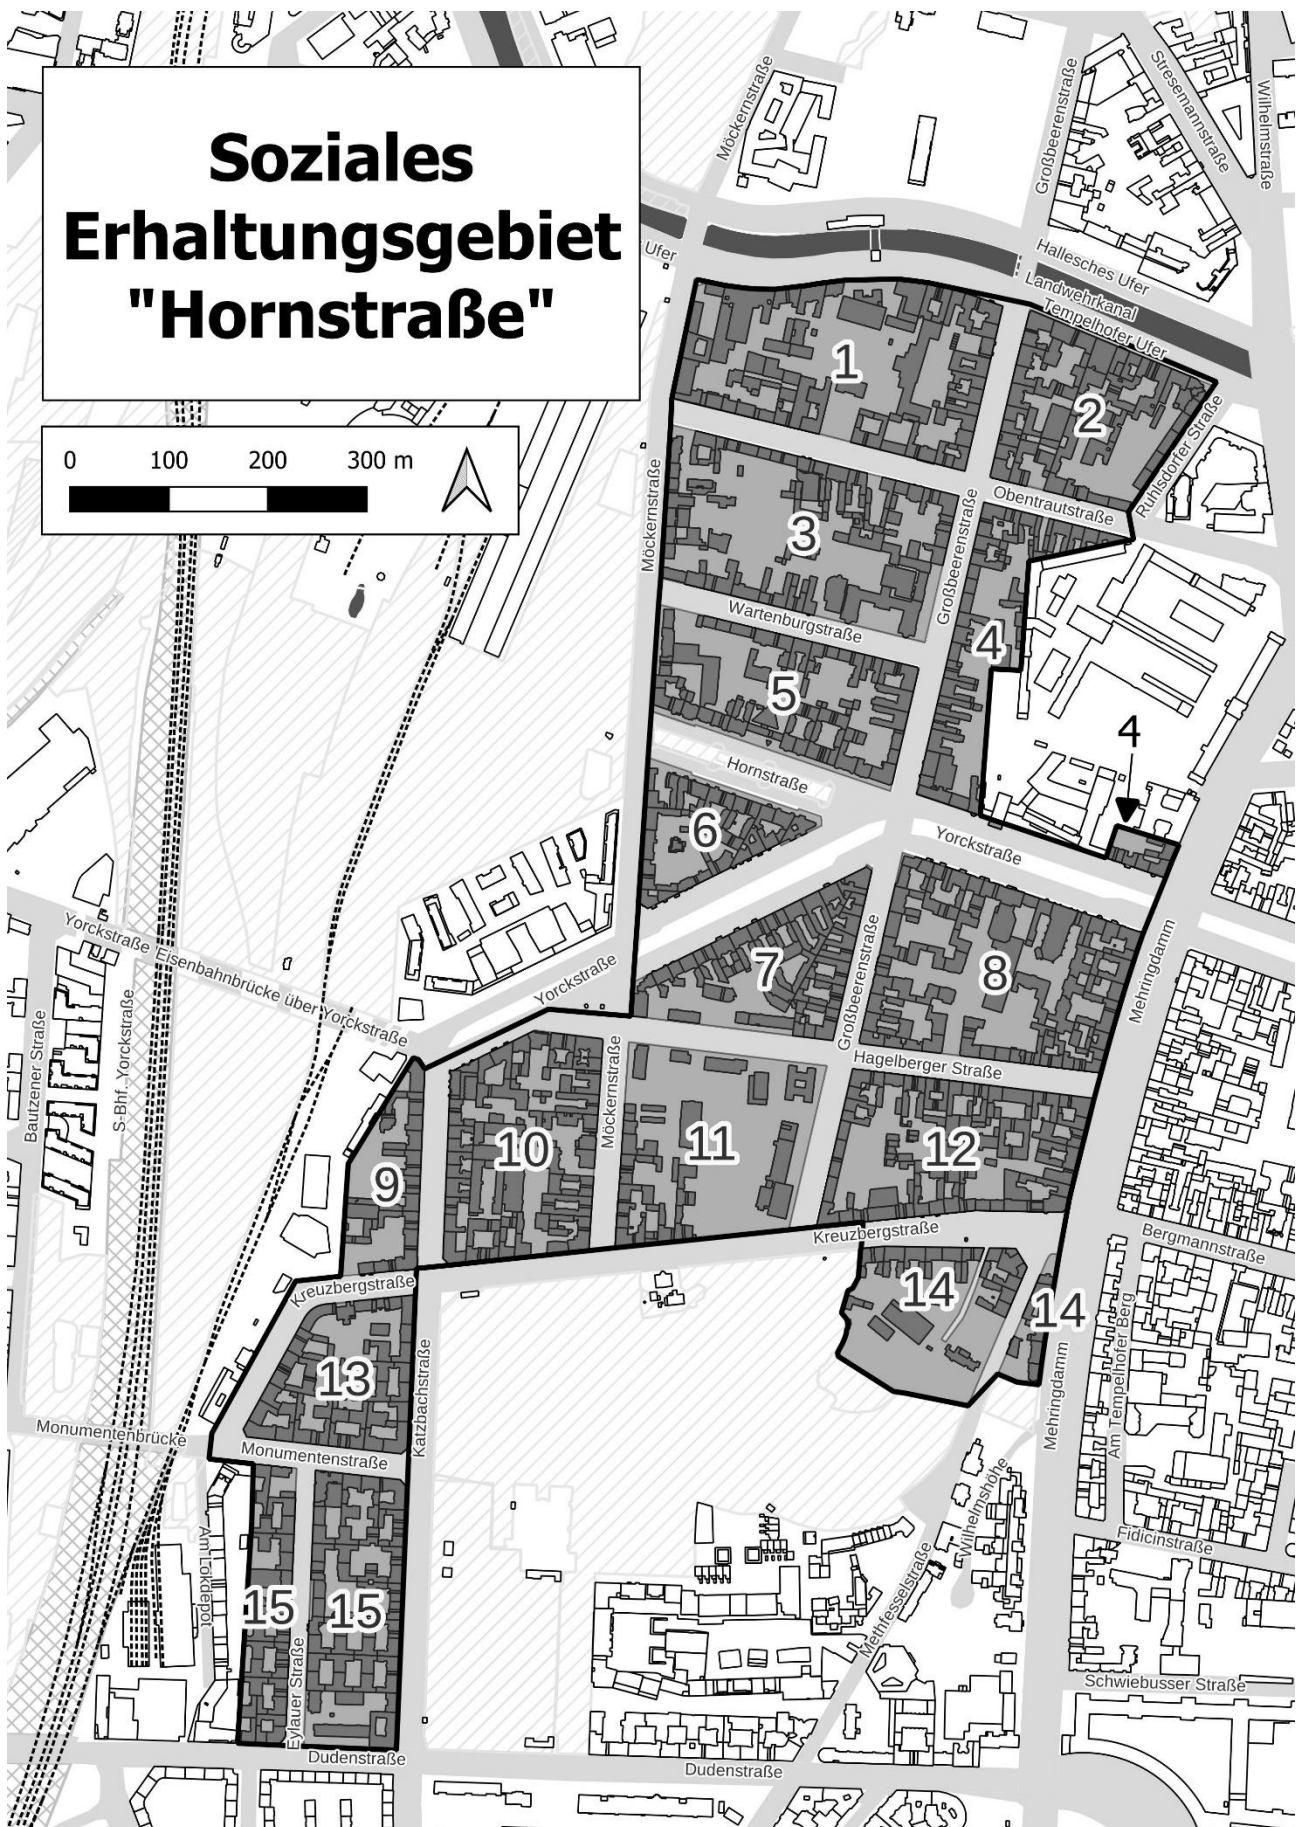 Soziales
Erhaltungsgebiet
"Hornstraße"
0 100 200 300 m
Möckernstraße
Großbeerenstraße
Stresemannstraße
Wilhelmstraße
Ufer
Hallesches Ufer
Landwehrkanal
Tempelhofer Ufer
1
2
Ruhlsdorfer Straße
Möckernstraße
Obentrautstraße
3
Großbeerenstraße
Wartenburgstraße
4
5
4
Hornstraße
6
Yorckstraße
Yorckstraße
Eisenbahnbrücke über Yorckstraße
Yorckstraße
7
Großbeerenstraße
8
Mehringdamm
Bautzener Straße
S-Bhf. Yorckstraße
Hagelberger Straße
Möckernstraße
9
10
11
12
Kreuzbergstraße
Bergmannstraße
Kreuzbergstraße
14
14
13
Katzbachstraße
Mehringdamm
Am Tempelhofer Berg
Monumentenbrücke
Monumentenstraße
Wilhelmshöhe
Am Lokdepot
Fidicinstraße
15
15
Methfesselstraße
Eylauer Straße
Schwiebusser Straße
Dudenstraße
Dudenstraße